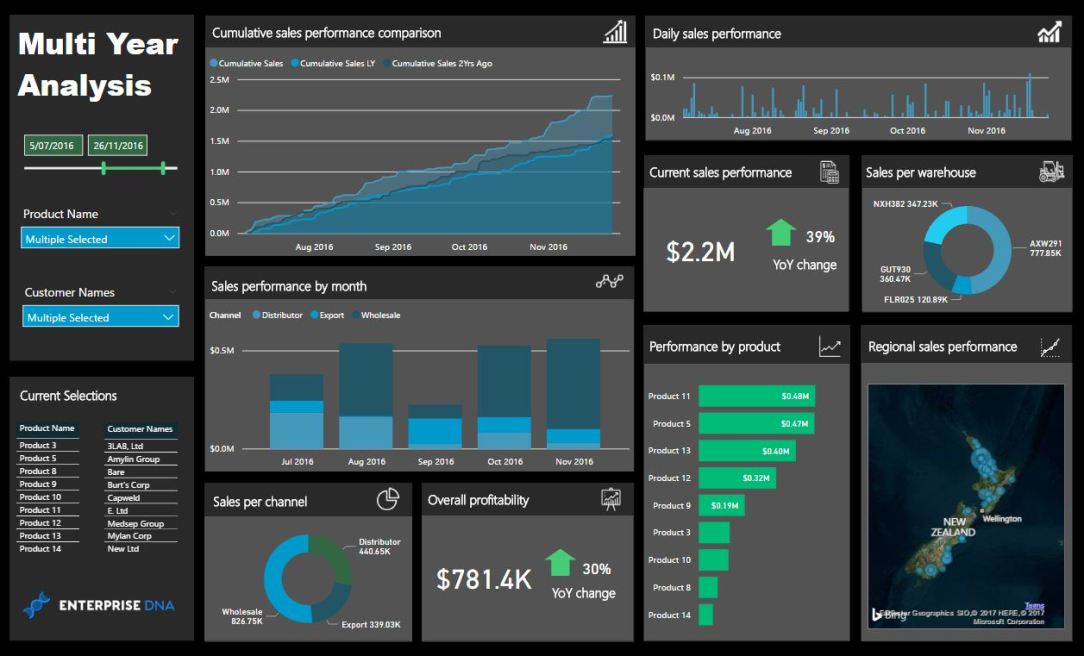 Multi Year
Analysis
5/07/2016
26/11/2016
Product Name
Multiple Selected
Customer Names
Multiple Selected
Current Selections
Product Name
Customer Names
Product 3
3LAB, Ltd
Product 5
Amylin Group
Product 8
Bare
Product 9
Burt's Corp
Product 10
Capweld
Product 11
E. Ltd
Product 12
Medsep Group
Product 13
Mylan Corp
Product 14
New Ltd
ENTERPRISE DNA
Cumulative sales performance comparison
Cumulative Sales
Cumulative Sales LY
Cumulative Sales 2Yrs Ago
2.5M
2.0M
1.5M
1.0M
0.5M
0.0M
Aug 2016
Sep 2016
Oct 2016
Nov 2016
Sales performance by month
Channel
Distributor
Export
Wholesale
$0.5M
$0.0M
Jul 2016
Aug 2016
Sep 2016
Oct 2016
Nov 2016
Sales per channel
Distributor
440.65K
Wholesale
826.75K
Export 339.03K
Overall profitability
$781.4K
30%
YoY change
Daily sales performance
$0.1M
$0.0M
Aug 2016
Sep 2016
Oct 2016
Nov 2016
Current sales performance
$2.2M
39%
YoY change
Sales per warehouse
NXH382 347.23K
AXW291
777.85K
GUT930
360.47K
FLR025 120.89K
Performance by product
Product 11
$0.48M
Product 5
$0.47M
Product 13
$0.40M
Product 12
$0.32M
Product 9
$0.19M
Product 3
Product 10
Product 8
Product 14
Regional sales performance
NEW
ZEALAND
Wellington
Terms
Bing
Geographics SIO, © 2017 HERE, © 2017
Microsoft Corporation